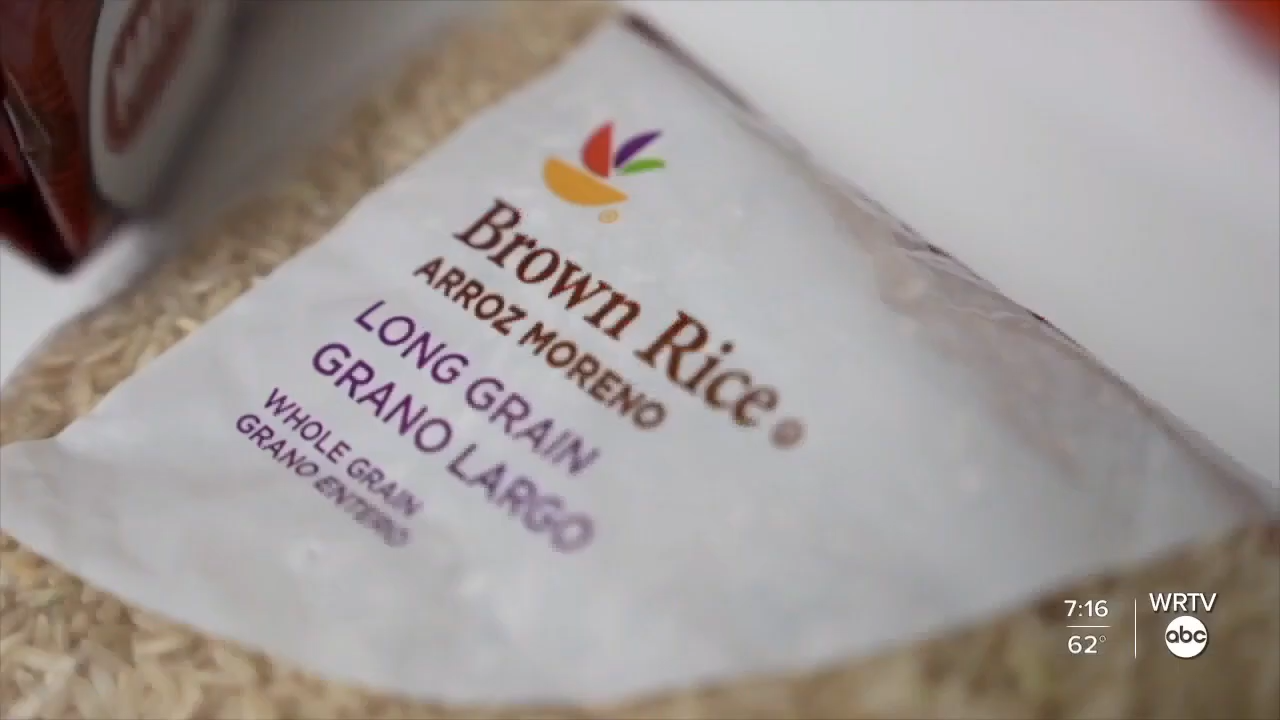 Brown Rice
ARROZ MORENO
LONG GRAIN
GRANO LARGO
WHOLE GRAIN
GRANO ENTERO
7:16
62°
WRTV
abc